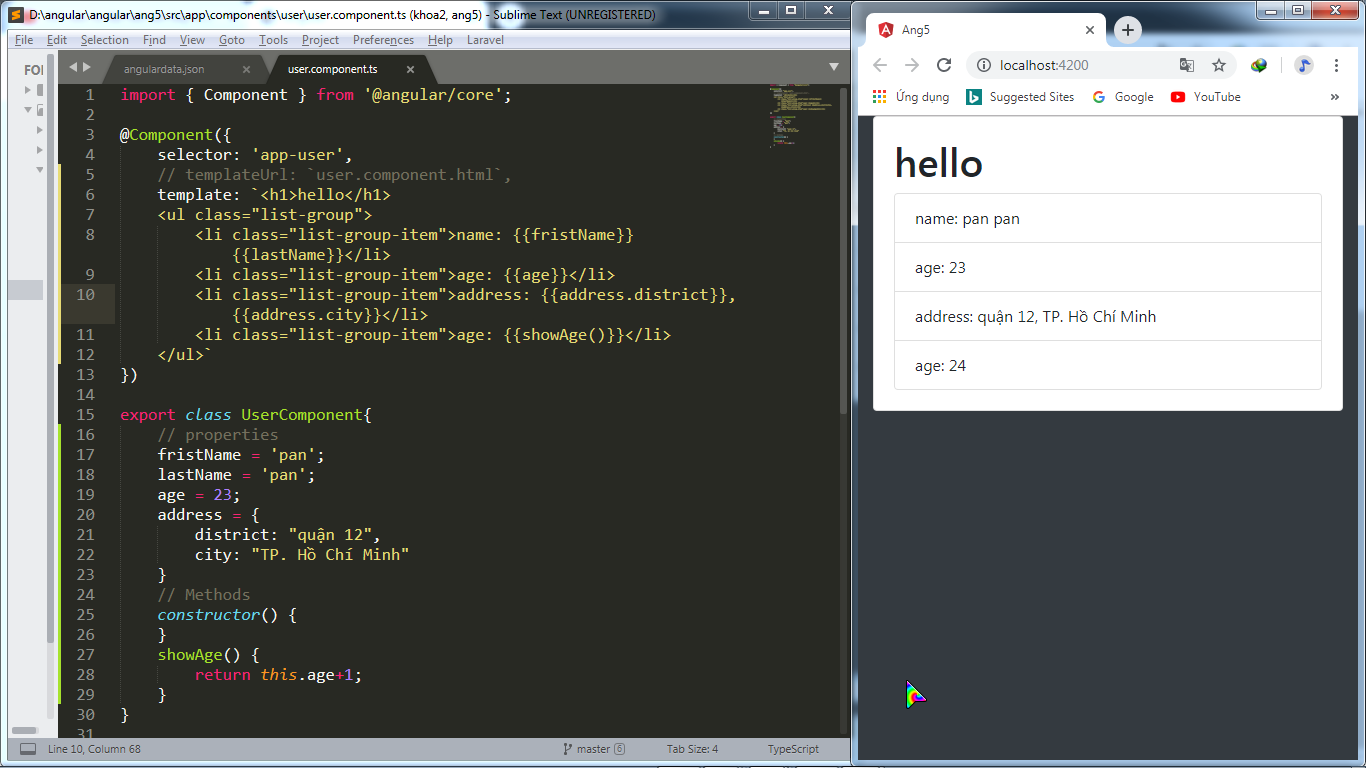 D:\angular\angular\ang5\src\app\components\user\user.component.ts (khoa2, ang5) - Sublime Text (UNREGISTERED)
File Edit Selection Find View Goto Tools Project Preferences Help Laravel
FOI
angulardata.json
user.component.ts
1 import { Component } from '@angular/core';
2
3 @Component({
4 selector: 'app-user',
5 // templateUrl: `user.component.html`,
6 template: `<h1>hello</h1>
7 <ul class="list-group">
8 <li class="list-group-item">name: {{fristName}}
{{lastName}}</li>
9 <li class="list-group-item">age: {{age}}</li>
10 <li class="list-group-item">address: {{address.district}},
{{address.city}}</li>
11 <li class="list-group-item">age: {{showAge()}}</li>
12 </ul>`
13 })
14
15 export class UserComponent{
16 // properties
17 fristName = 'pan';
18 lastName = 'pan';
19 age = 23;
20 address = {
21 district: "quận 12",
22 city: "TP. Hồ Chí Minh"
23 }
24 // Methods
25 constructor() {
26 }
27 showAge() {
28 return this.age+1;
29 }
30 }
31
Line 10, Column 68
master 6
Tab Size: 4
TypeScript
Ang5
localhost:4200
Ứng dụng
Suggested Sites
Google
YouTube
»
hello
name: pan pan
age: 23
address: quận 12, TP. Hồ Chí Minh
age: 24